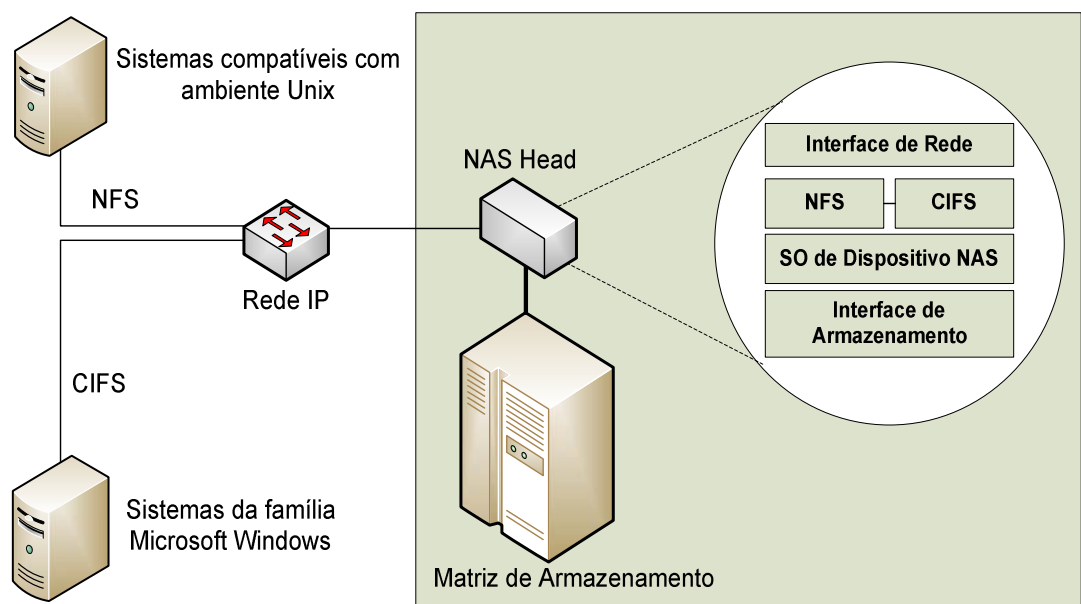 Sistemas compatíveis com
ambiente Unix
NFS
Rede IP
CIFS
Sistemas da família
Microsoft Windows
NAS Head
Matriz de Armazenamento
Interface de Rede
NFS
CIFS
SO de Dispositivo NAS
Interface de
Armazenamento